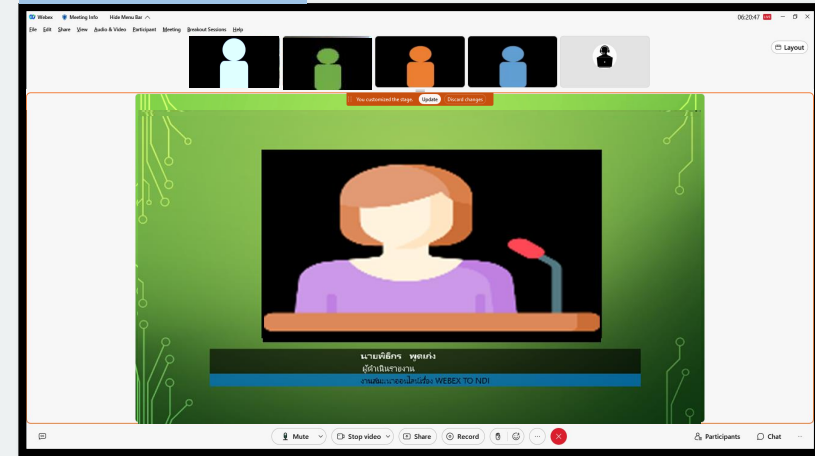 Webex Meeting Info Hide Menu Bar 06:20:47
File Edit Share View Audio & Video Participant Meeting Breakout Sessions Help
Layout
You customized the stage. Update Discard changes
นายพิธีกร พูดเก่ง
ผู้ดำเนินรายงาน
งานสัมมนาออนไลน์เรื่อง WEBEX TO NDI
Mute Stop video Share Record Participants Chat